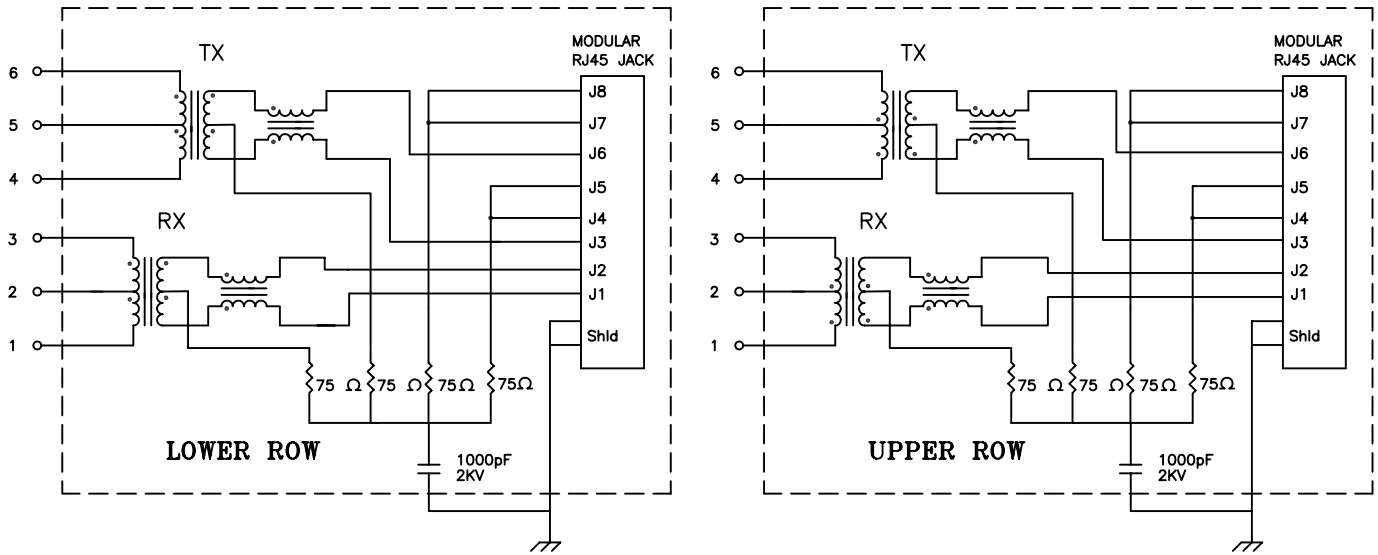 TX
MODULAR
RJ45 JACK
6
J8
J7
5
J6
J5
4
J4
RX
3
J3
J2
2
J1
Shld
1
75 Ω
75 Ω
75Ω
75Ω
LOWER ROW
1000pF
2KV
TX
MODULAR
RJ45 JACK
6
J8
J7
5
J6
J5
4
J4
RX
3
J3
J2
2
J1
Shld
1
75 Ω
75 Ω
75Ω
75Ω
UPPER ROW
1000pF
2KV